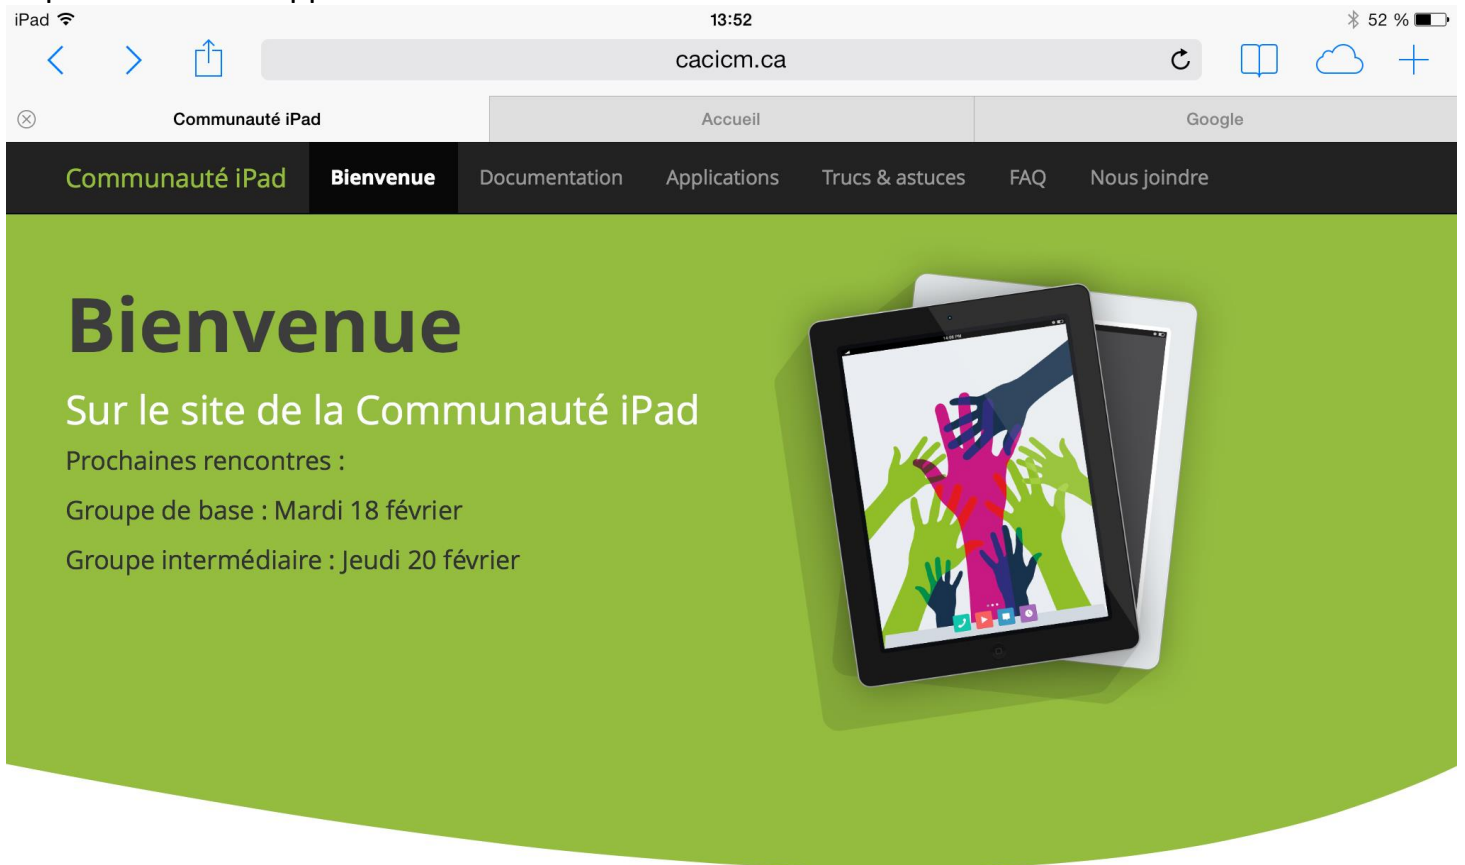 iPad
13:52
52 %
cacicm.ca
Communauté iPad
Accueil
Google
Communauté iPad
Bienvenue
Documentation
Applications
Trucs & astuces
FAQ
Nous joindre
Bienvenue
Sur le site de la Communauté iPad
Prochaines rencontres :
Groupe de base : Mardi 18 février
Groupe intermédiaire : Jeudi 20 février